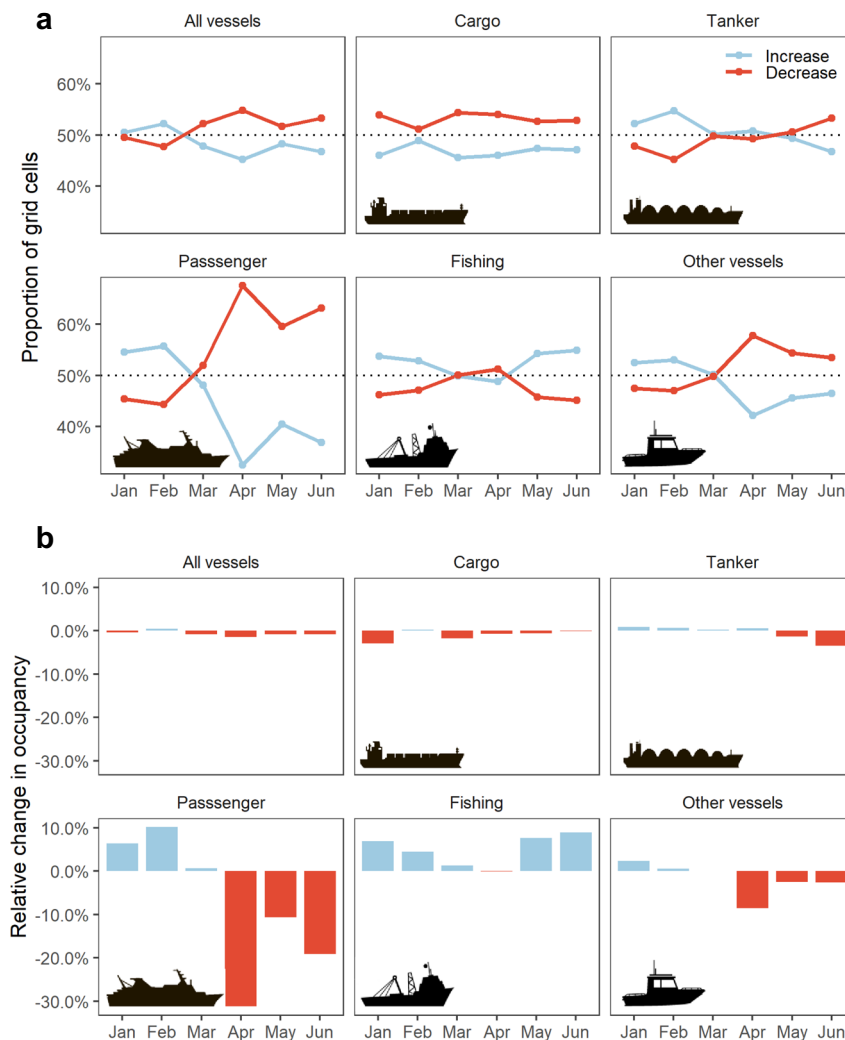 a
All vessels Cargo Tanker
Increase
Decrease
60%
50%
40%
Proportion of grid cells
Passsenger Fishing Other vessels
60%
50%
40%
Jan Feb Mar Apr May Jun Jan Feb Mar Apr May Jun Jan Feb Mar Apr May Jun
b
All vessels Cargo Tanker
10.0%
0.0%
-10.0%
-20.0%
-30.0%
Relative change in occupancy
Passsenger Fishing Other vessels
10.0%
0.0%
-10.0%
-20.0%
-30.0%
Jan Feb Mar Apr May Jun Jan Feb Mar Apr May Jun Jan Feb Mar Apr May Jun